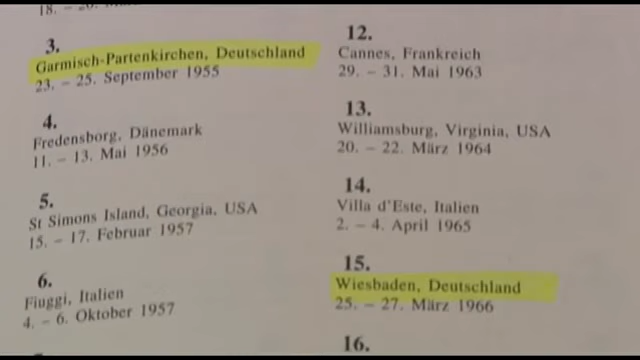 18. –
3.
Garmisch-Partenkirchen, Deutschland
23. – 25. September 1955
4.
Fredensborg, Dänemark
11. – 13. Mai 1956
5.
St Simons Island, Georgia, USA
15. – 17. Februar 1957
6.
Fiuggi, Italien
4. – 6. Oktober 1957
12.
Cannes, Frankreich
29. – 31. Mai 1963
13.
Williamsburg, Virginia, USA
20. – 22. März 1964
14.
Villa d'Este, Italien
2. – 4. April 1965
15.
Wiesbaden, Deutschland
25. – 27. März 1966
16.